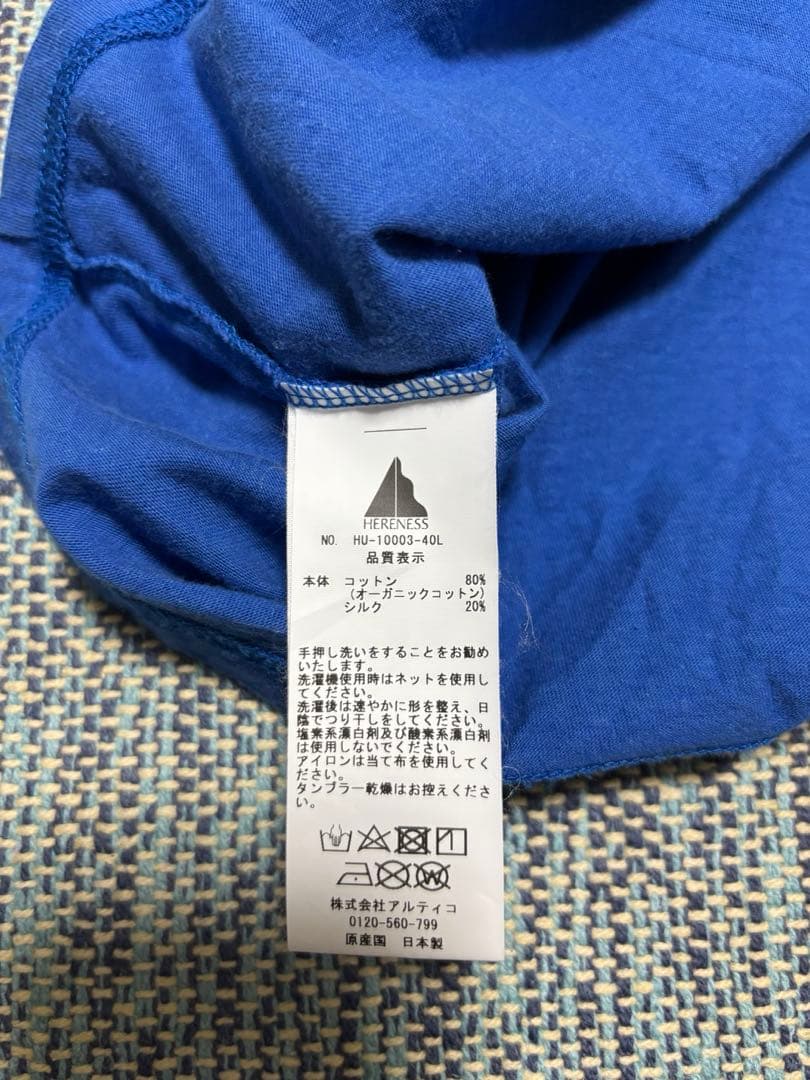 HERENESS
NO. HU-10003-40L
品質表示
本体 コットン 80%
(オーガニックコットン)
シルク 20%
手押し洗いをすることをお勧め
いたします。
洗濯機使用時はネットを使用し
てください。
洗濯後は速やかに形を整え、日
陰でつり干しをしてください。
塩素系漂白剤及び酸素系漂白剤
は使用しないでください。
アイロンは当て布を使用してく
ださい。
タンブラー乾燥はお控えくださ
い。
株式会社アルティコ
0120-560-799
原産国 日本製